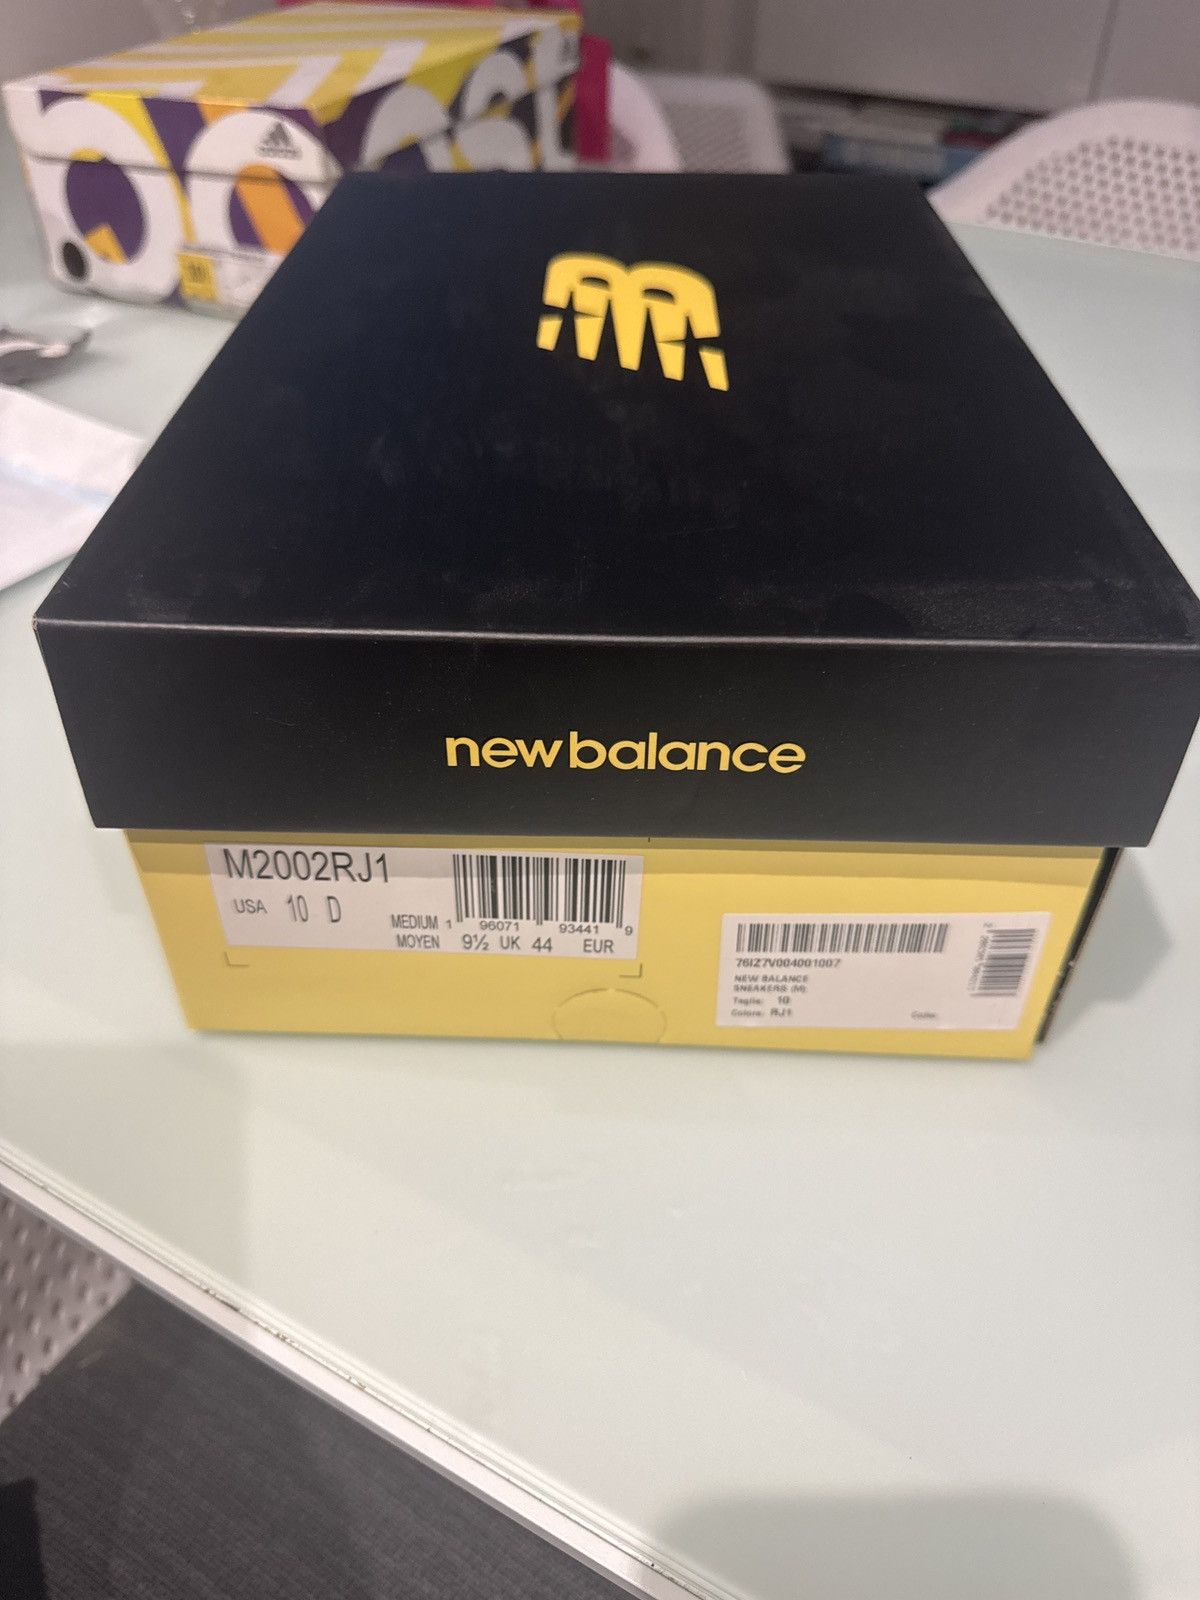 newbalance
M2002RJ1
USA 10 D
MEDIUM
MOYEN
1 96071 93441 9
9½ UK 44 EUR
76IZ7V004001007
NEW BALANCE
SNEAKERS (M)
Taglia: 10
Colore: RJ1